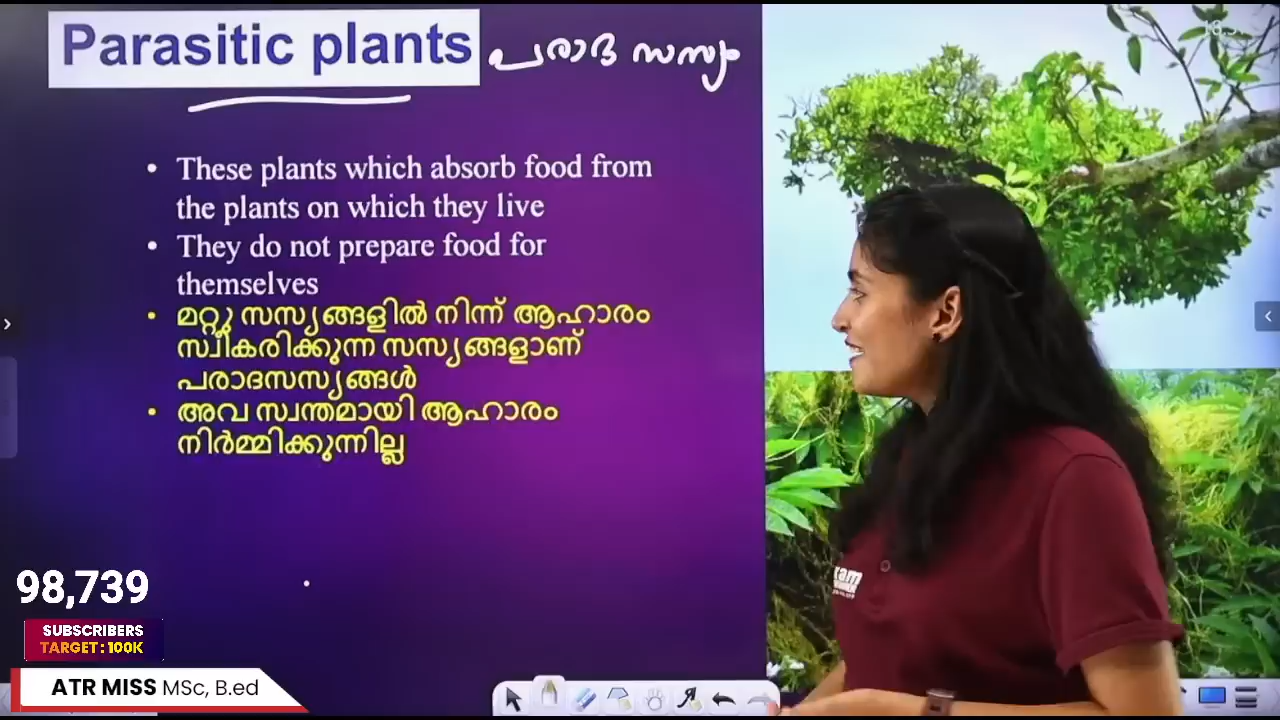 Parasitic plants പരാദ സസ്യം
• These plants which absorb food from
the plants on which they live
• They do not prepare food for
themselves
• മറ്റു സസ്യങ്ങളിൽ നിന്ന് ആഹാരം
സ്വീകരിക്കുന്ന സസ്യങ്ങളാണ്
പരാദസസ്യങ്ങൾ
• അവ സ്വന്തമായി ആഹാരം
നിർമ്മിക്കുന്നില്ല
98,739
SUBSCRIBERS
TARGET : 100K
ATR MISS MSc, B.ed